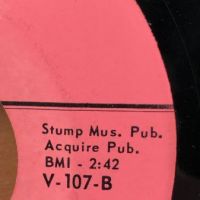 Stump Mus. Pub.
Acquire Pub.
BMI - 2:42
V-107-B